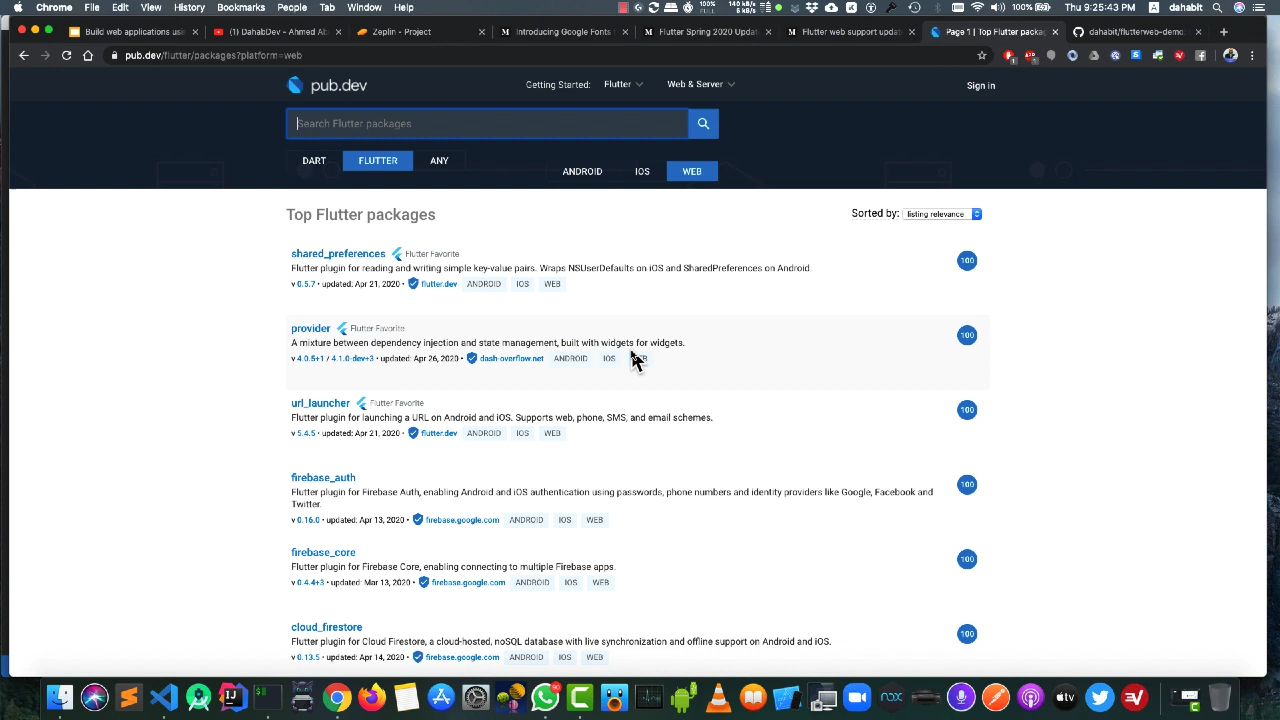 Chrome File Edit View History Bookmarks People Tab Window Help 100% Thu 9:25:43 PM dahabit
Build web applications usin × (1) DahabDev - Ahmed Ab × Zeplin - Project × Introducing Google Fonts × Flutter Spring 2020 Updat × Flutter web support updat × Page 1 | Top Flutter packag × dahabit/flutterweb-demo: ×
pub.dev/flutter/packages?platform=web
pub.dev Getting Started: Flutter Web & Server Sign in
Search Flutter packages
DART FLUTTER ANY ANDROID IOS WEB
Top Flutter packages Sorted by: listing relevance
shared_preferences Flutter Favorite 100
Flutter plugin for reading and writing simple key-value pairs. Wraps NSUserDefaults on iOS and SharedPreferences on Android.
v 0.5.7 • updated: Apr 21, 2020 • flutter.dev ANDROID IOS WEB
provider Flutter Favorite 100
A mixture between dependency injection and state management, built with widgets for widgets.
v 4.0.5+1 / 4.1.0-dev+3 • updated: Apr 26, 2020 • dash-overflow.net ANDROID IOS
url_launcher Flutter Favorite 100
Flutter plugin for launching a URL on Android and iOS. Supports web, phone, SMS, and email schemes.
v 5.4.5 • updated: Apr 21, 2020 • flutter.dev ANDROID IOS WEB
firebase_auth 100
Flutter plugin for Firebase Auth, enabling Android and iOS authentication using passwords, phone numbers and identity providers like Google, Facebook and
Twitter.
v 0.16.0 • updated: Apr 13, 2020 • firebase.google.com ANDROID IOS WEB
firebase_core 100
Flutter plugin for Firebase Core, enabling connecting to multiple Firebase apps.
v 0.4.4+3 • updated: Mar 13, 2020 • firebase.google.com ANDROID IOS WEB
cloud_firestore 100
Flutter plugin for Cloud Firestore, a cloud-hosted, noSQL database with live synchronization and offline support on Android and iOS.
v 0.13.5 • updated: Apr 14, 2020 • firebase.google.com ANDROID IOS WEB